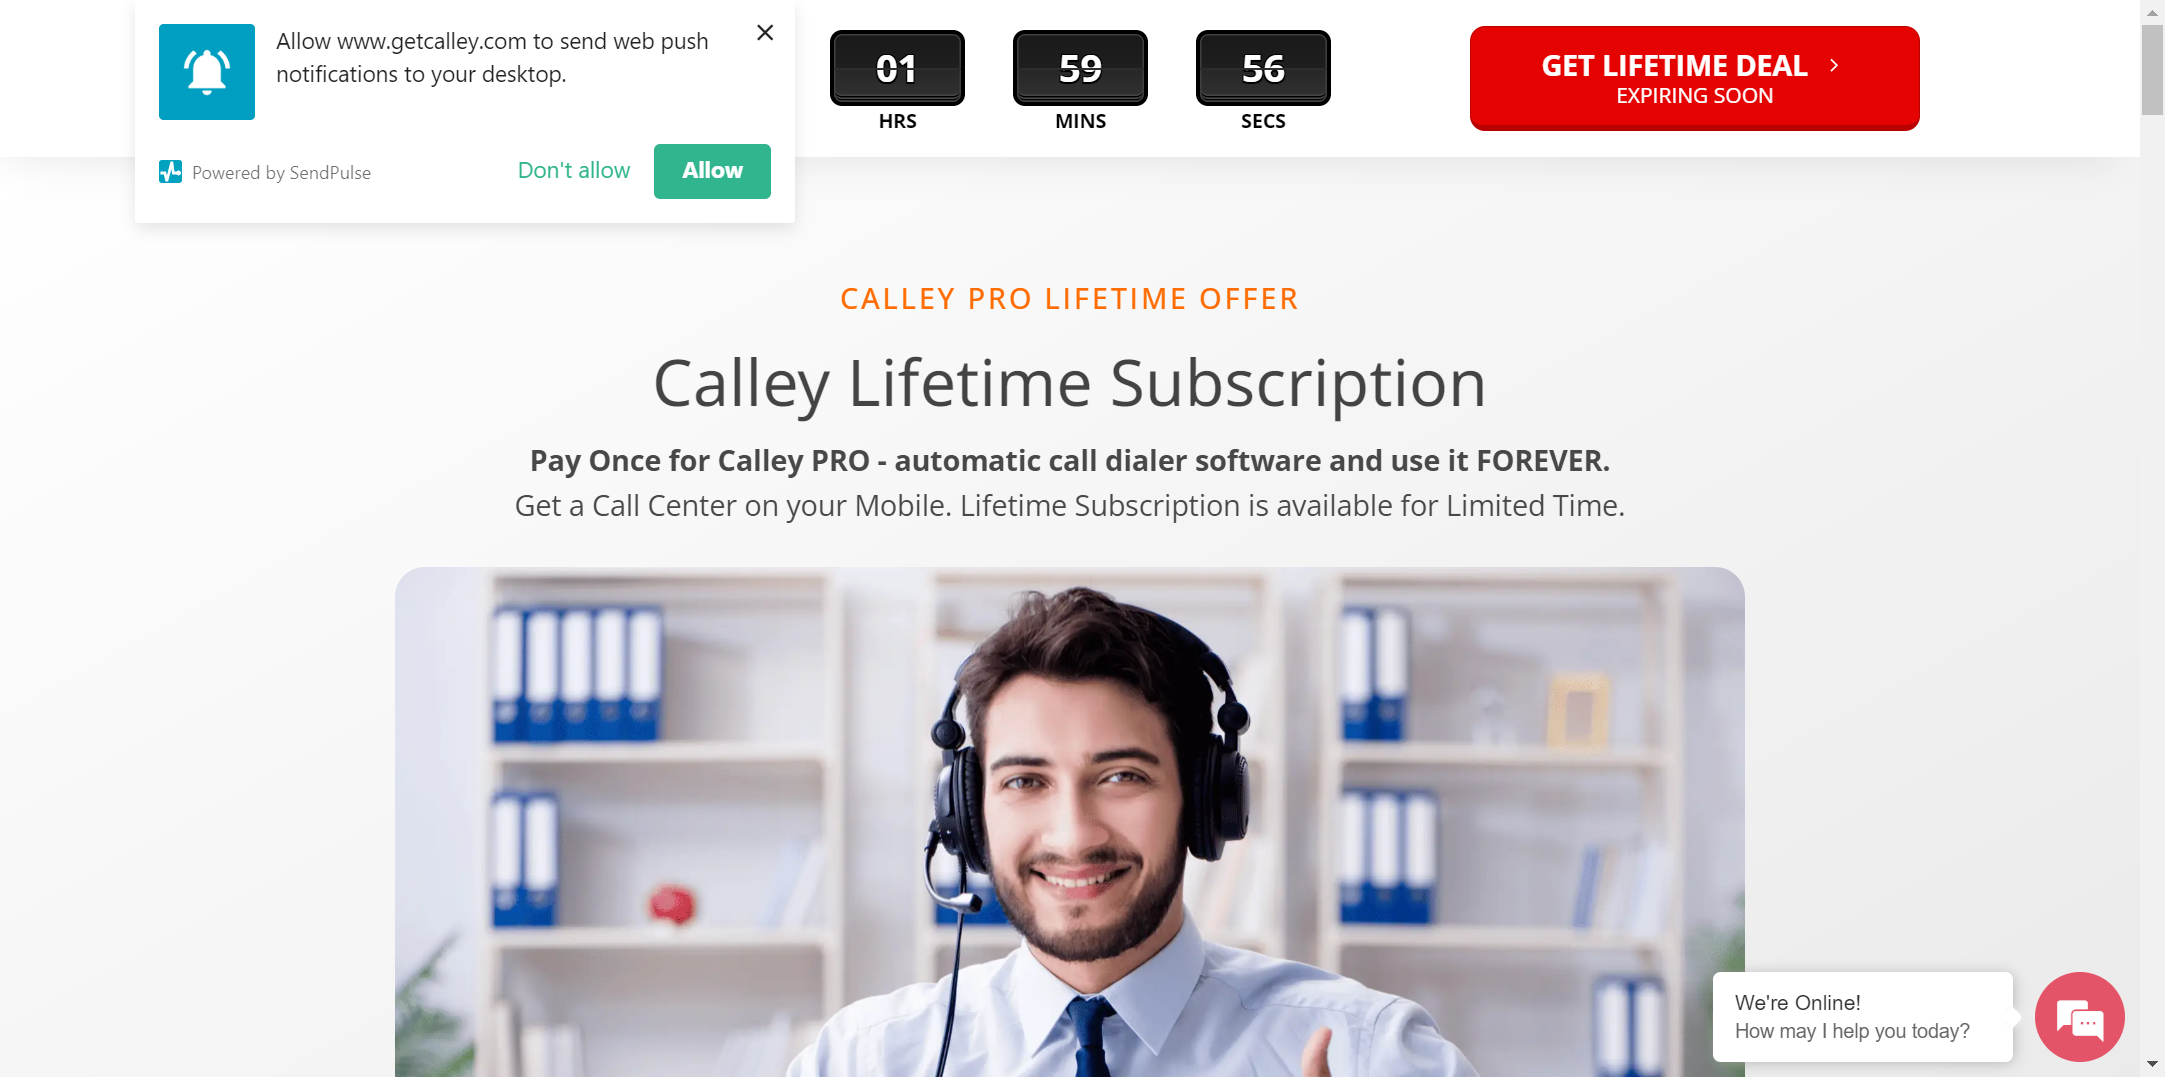 Allow www.getcalley.com to send web push
notifications to your desktop.
Powered by SendPulse
Don't allow
Allow
01
59
56
HRS
MINS
SECS
GET LIFETIME DEAL
EXPIRING SOON
CALLEY PRO LIFETIME OFFER
Calley Lifetime Subscription
Pay Once for Calley PRO - automatic call dialer software and use it FOREVER.
Get a Call Center on your Mobile. Lifetime Subscription is available for Limited Time.
We're Online!
How may I help you today?